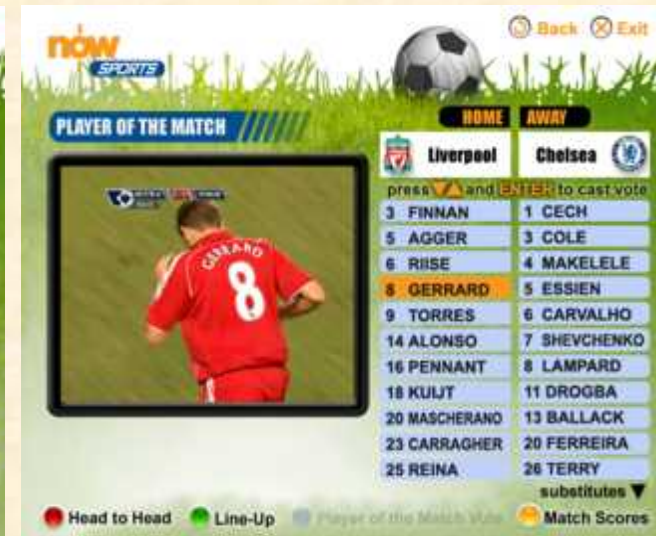 Back Exit
now
SPORTS
PLAYER OF THE MATCH
HOME AWAY
Liverpool Chelsea
press and ENTER to cast vote
GERRARD
8
3 FINNAN 1 CECH
5 AGGER 3 COLE
6 RIISE 4 MAKELELE
8 GERRARD 5 ESSIEN
9 TORRES 6 CARVALHO
14 ALONSO 7 SHEVCHENKO
16 PENNANT 8 LAMPARD
18 KUIJT 11 DROGBA
20 MASCHERANO 13 BALLACK
23 CARRAGHER 20 FERREIRA
25 REINA 26 TERRY
substitutes
Head to Head Line-Up Player of the Match Vote Match Scores